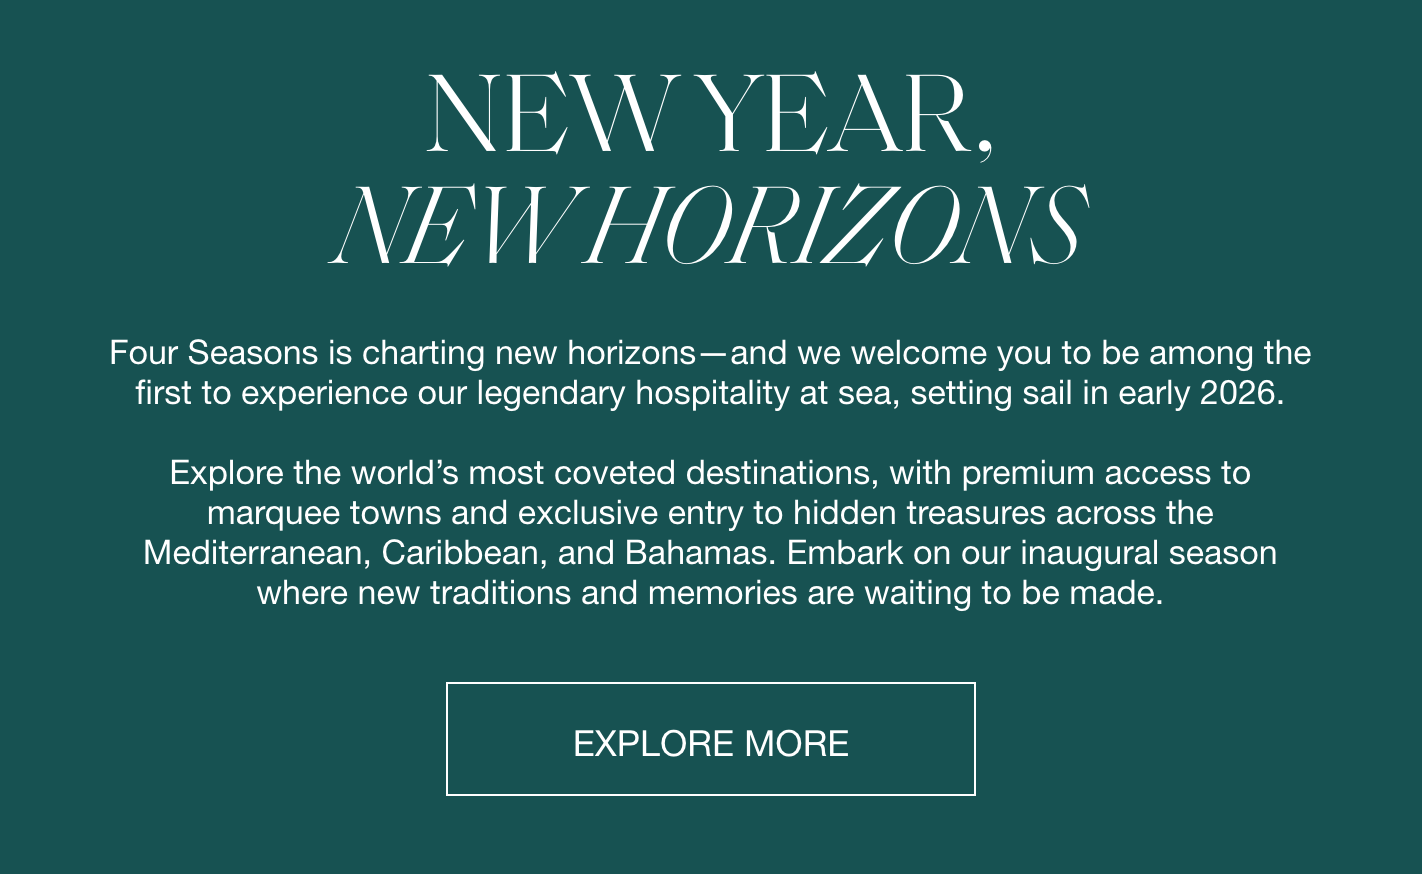 NEW YEAR,
NEW HORIZONS
Four Seasons is charting new horizons—and we welcome you to be among the
first to experience our legendary hospitality at sea, setting sail in early 2026.
Explore the world’s most coveted destinations, with premium access to
marquee towns and exclusive entry to hidden treasures across the
Mediterranean, Caribbean, and Bahamas. Embark on our inaugural season
where new traditions and memories are waiting to be made.
EXPLORE MORE